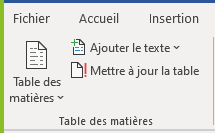 Fichier Accueil Insertion
Ajouter le texte
Table des matières
Mettre à jour la table
Table des matières